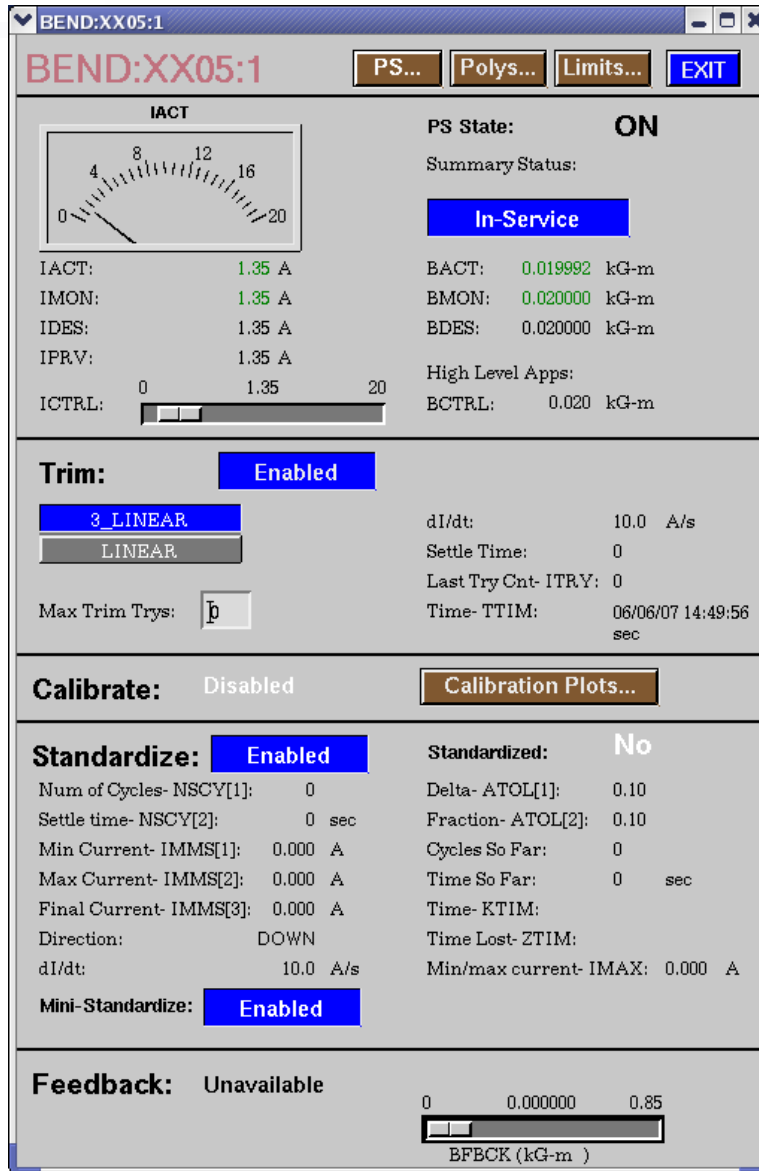 BEND:XX05:1
BEND:XX05:1 PS... Polys... Limits... EXIT
IACT
0 4 8 12 16 20
PS State: ON
Summary Status:
In-Service
IACT: 1.35 A
IMON: 1.35 A
IDES: 1.35 A
IPRV: 1.35 A
0 1.35 20
ICTRL:
BACT: 0.019992 kG-m
BMON: 0.020000 kG-m
BDES: 0.020000 kG-m
High Level Apps:
BCTRL: 0.020 kG-m
Trim: Enabled
3_LINEAR
LINEAR
Max Trim Trys: 0
dI/dt: 10.0 A/s
Settle Time: 0
Last Try Cnt- ITRY: 0
Time- TTIM: 06/06/07 14:49:56
sec
Calibrate: Disabled Calibration Plots...
Standardize: Enabled
Num of Cycles- NSCY[1]: 0
Settle time- NSCY[2]: 0 sec
Min Current- IMMS[1]: 0.000 A
Max Current- IMMS[2]: 0.000 A
Final Current- IMMS[3]: 0.000 A
Direction: DOWN
dI/dt: 10.0 A/s
Mini-Standardize: Enabled
Standardized: No
Delta- ATOL[1]: 0.10
Fraction- ATOL[2]: 0.10
Cycles So Far: 0
Time So Far: 0 sec
Time- KTIM:
Time Lost- ZTIM:
Min/max current- IMAX: 0.000 A
Feedback: Unavailable
0 0.000000 0.85
BFBCK (kG-m )